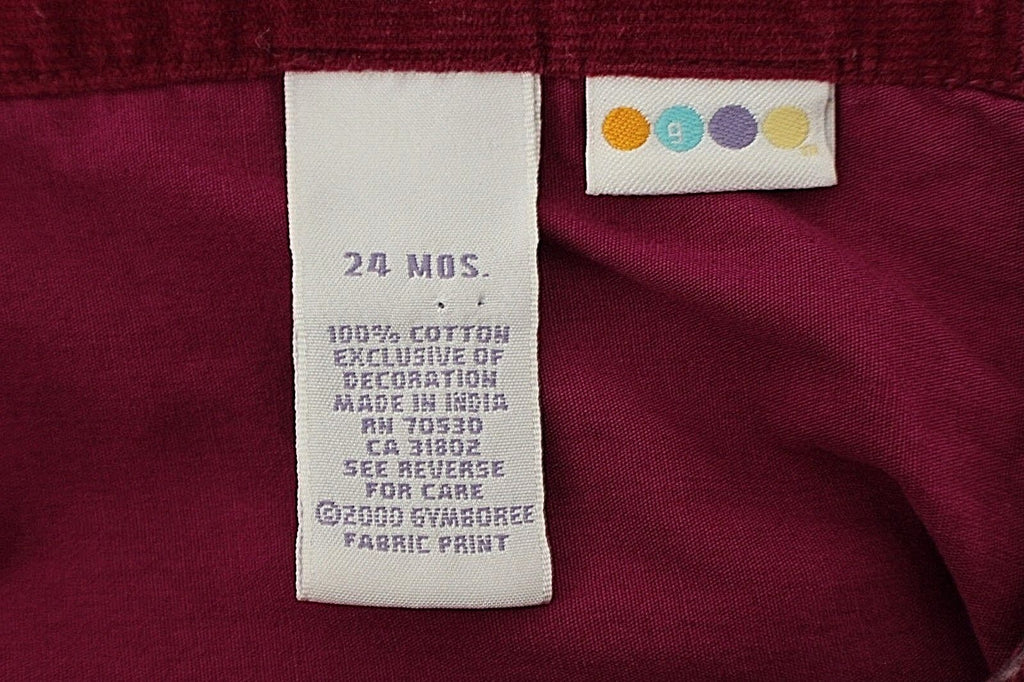 24 MOS.
100% COTTON
EXCLUSIVE OF
DECORATION
MADE IN INDIA
RN 70530
CA 31802
SEE REVERSE
FOR CARE
©2000 GYMBOREE
FABRIC PRINT
g